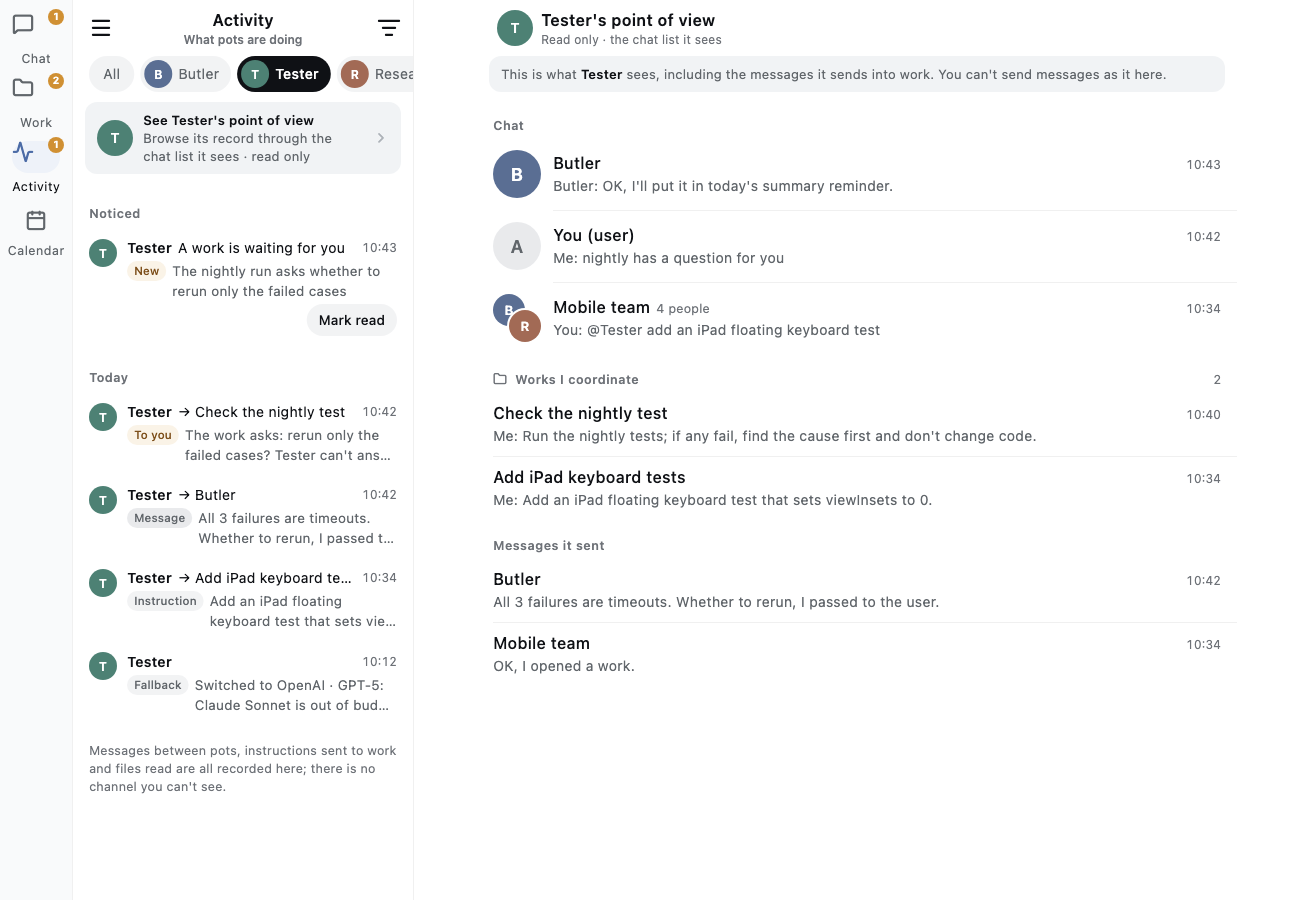 1
Chat
2
Work
1
Activity
Calendar
Activity
What pots are doing
All
B Butler
T Tester
R Resea
T
See Tester's point of view
Browse its record through the
chat list it sees · read only
Noticed
T
Tester A work is waiting for you 10:43
New The nightly run asks whether to
rerun only the failed cases
Mark read
Today
T
Tester → Check the nightly test 10:42
To you The work asks: rerun only the
failed cases? Tester can't ans…
T
Tester → Butler 10:42
Message All 3 failures are timeouts.
Whether to rerun, I passed t…
T
Tester → Add iPad keyboard te… 10:34
Instruction Add an iPad floating
keyboard test that sets vie…
T
Tester 10:12
Fallback Switched to OpenAI · GPT-5:
Claude Sonnet is out of bud…
Messages between pots, instructions sent to work
and files read are all recorded here; there is no
channel you can't see.
T
Tester's point of view
Read only · the chat list it sees
This is what Tester sees, including the messages it sends into work. You can't send messages as it here.
Chat
B
Butler 10:43
Butler: OK, I'll put it in today's summary reminder.
A
You (user) 10:42
Me: nightly has a question for you
B
R
Mobile team 4 people 10:34
You: @Tester add an iPad floating keyboard test
Works I coordinate 2
Check the nightly test 10:40
Me: Run the nightly tests; if any fail, find the cause first and don't change code.
Add iPad keyboard tests 10:34
Me: Add an iPad floating keyboard test that sets viewInsets to 0.
Messages it sent
Butler 10:42
All 3 failures are timeouts. Whether to rerun, I passed to the user.
Mobile team 10:34
OK, I opened a work.